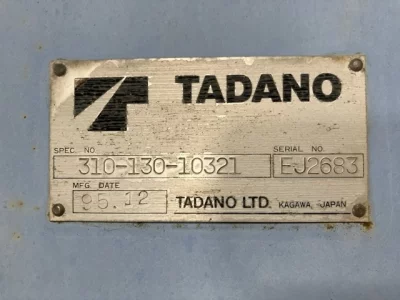 TADANO
SPEC. NO. SERIAL NO.
310-130-10321 EJ2683
MFG. DATE
95.12
TADANO LTD. KAGAWA, JAPAN